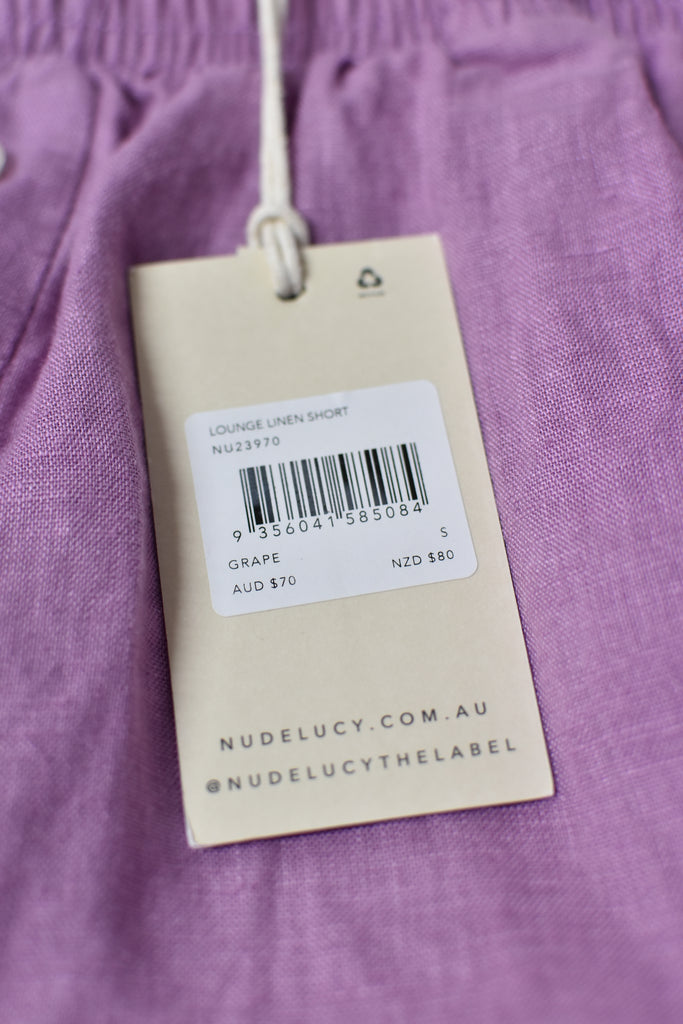 LOUNGE LINEN SHORT
NU23970
9 356041 585084
GRAPE S
AUD $70 NZD $80
NUDELUCY.COM.AU
@NUDELUCYTHELABEL